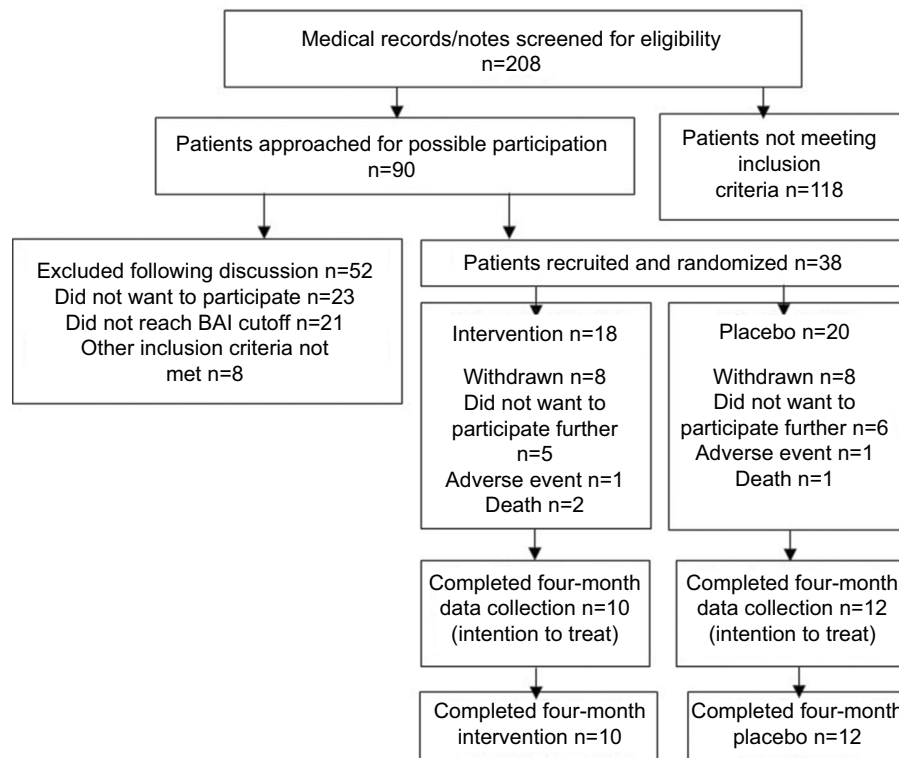 Medical records/notes screened for eligibility
n=208
Patients approached for possible participation
n=90
Patients not meeting
inclusion
criteria n=118
Excluded following discussion n=52
Did not want to participate n=23
Did not reach BAI cutoff n=21
Other inclusion criteria not
met n=8
Patients recruited and randomized n=38
Intervention n=18
Withdrawn n=8
Did not want to
participate further
n=5
Adverse event n=1
Death n=2
Placebo n=20
Withdrawn n=8
Did not want to
participate further n=6
Adverse event n=1
Death n=1
Completed four-month
data collection n=10
(intention to treat)
Completed four-month
data collection n=12
(intention to treat)
Completed four-month
intervention n=10
Completed four-month
placebo n=12